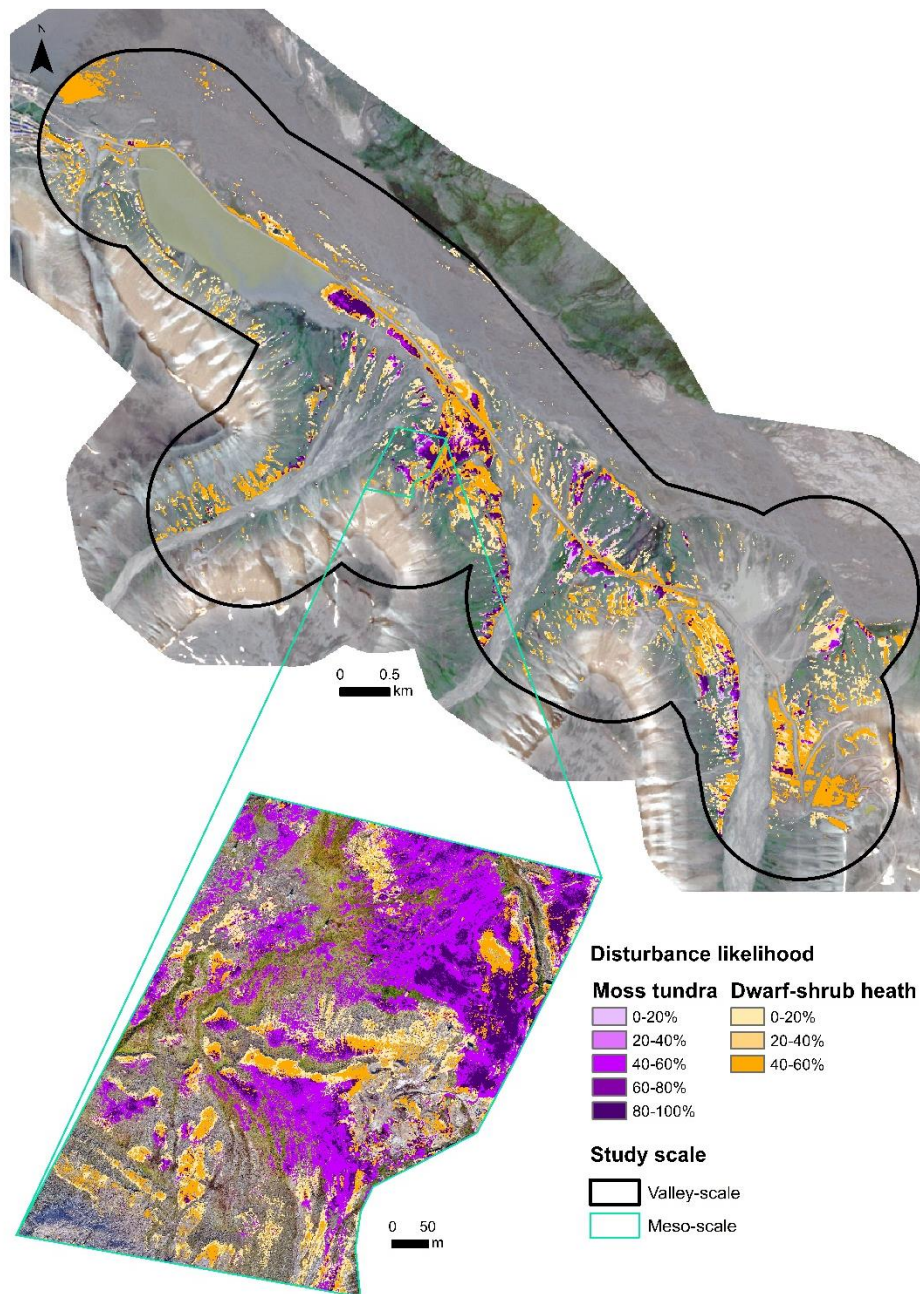 N
0 0.5
km
Disturbance likelihood
Moss tundra Dwarf-shrub heath
0-20% 0-20%
20-40% 20-40%
40-60% 40-60%
60-80%
80-100%
Study scale
Valley-scale
Meso-scale
0 50
m